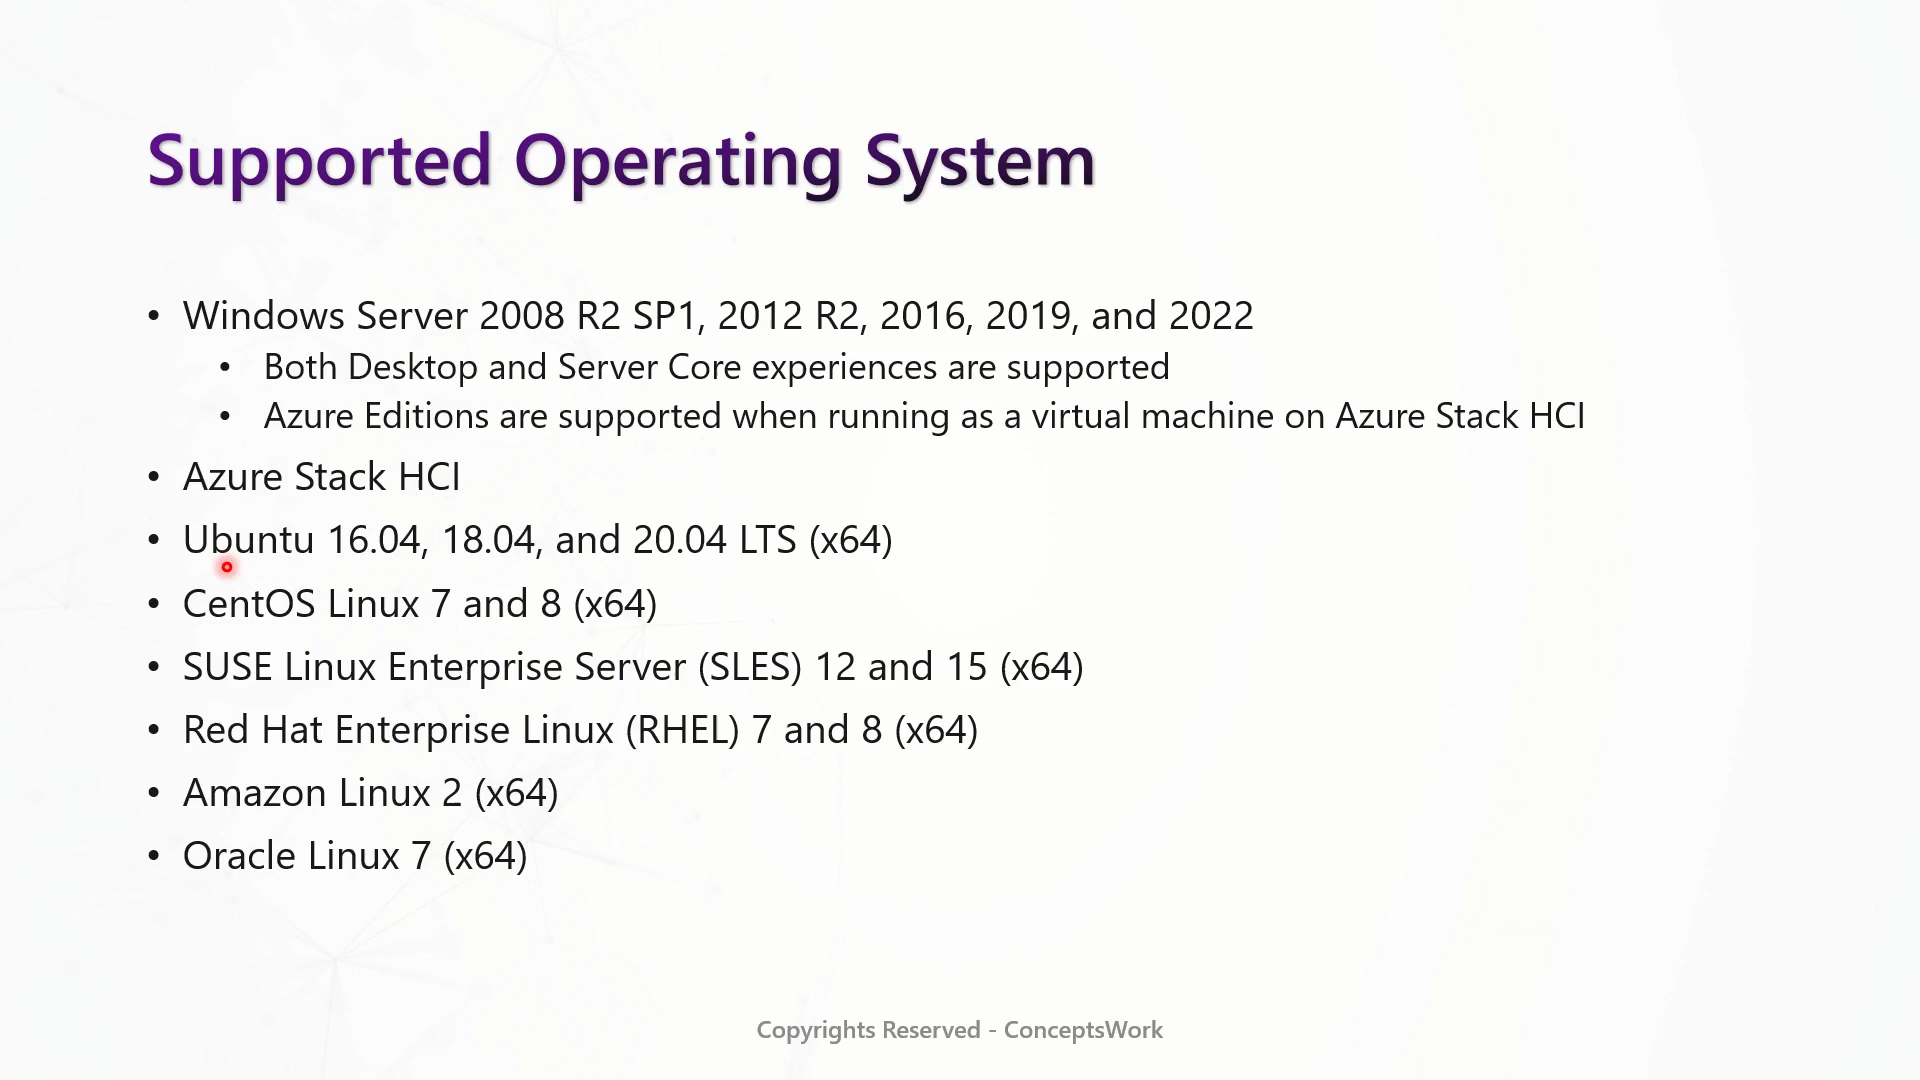 Supported Operating System
• Windows Server 2008 R2 SP1, 2012 R2, 2016, 2019, and 2022
• Both Desktop and Server Core experiences are supported
• Azure Editions are supported when running as a virtual machine on Azure Stack HCI
• Azure Stack HCI
• Ubuntu 16.04, 18.04, and 20.04 LTS (x64)
• CentOS Linux 7 and 8 (x64)
• SUSE Linux Enterprise Server (SLES) 12 and 15 (x64)
• Red Hat Enterprise Linux (RHEL) 7 and 8 (x64)
• Amazon Linux 2 (x64)
• Oracle Linux 7 (x64)
Copyrights Reserved - ConceptsWork